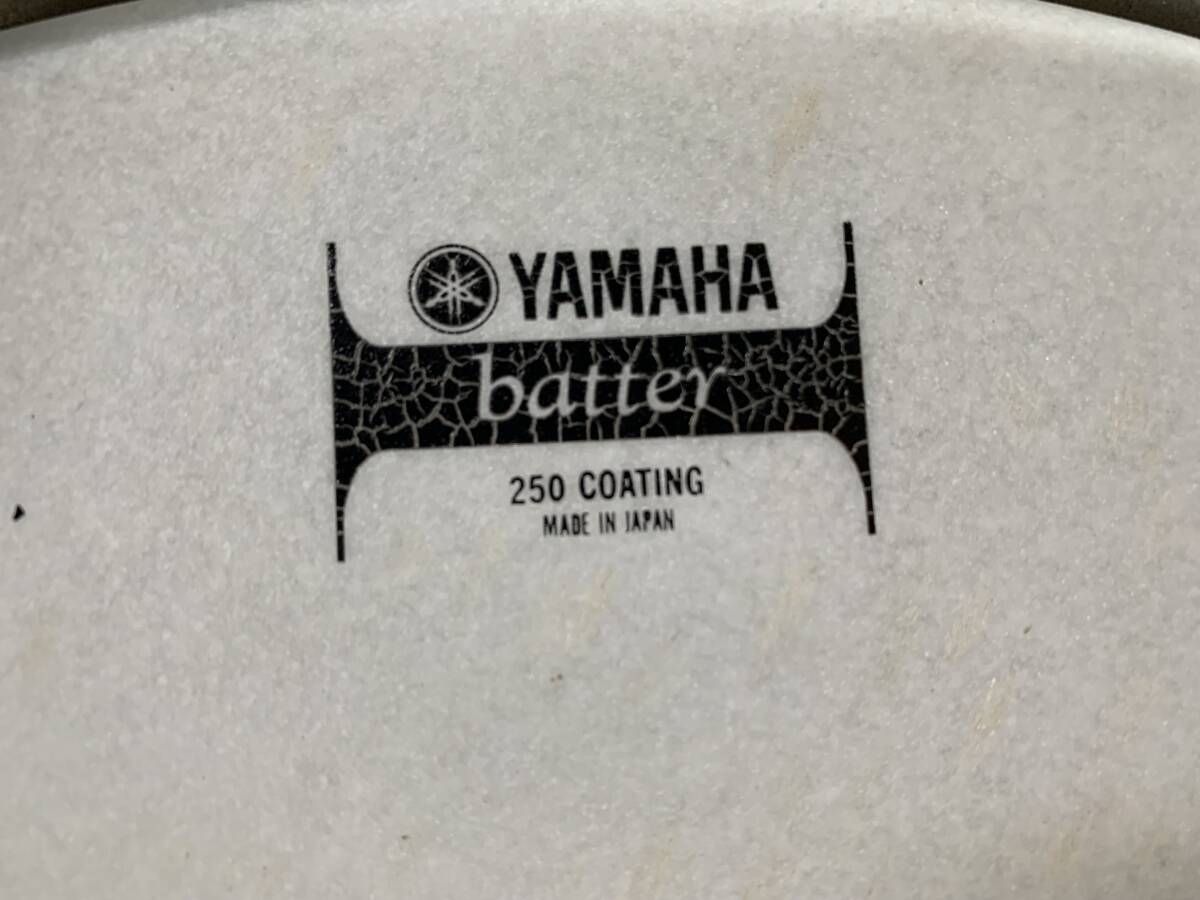 YAMAHA
batter
250 COATING
MADE IN JAPAN